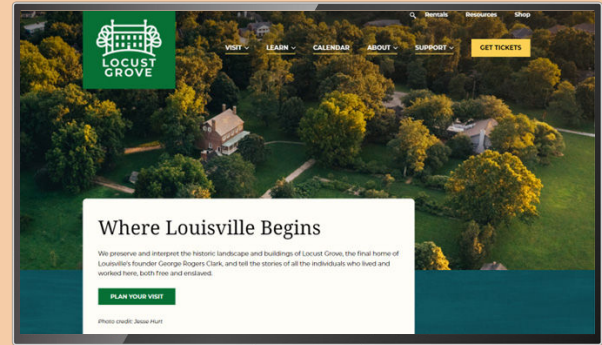 Rentals Resources Shop
LOCUST
GROVE
VISIT LEARN CALENDAR ABOUT SUPPORT GET TICKETS
Where Louisville Begins
We preserve and interpret the historic landscape and buildings of Locust Grove, the final home of
Louisville's founder George Rogers Clark, and tell the stories of all the individuals who lived and
worked here, both free and enslaved.
PLAN YOUR VISIT
Photo credit: Jesse Hurt